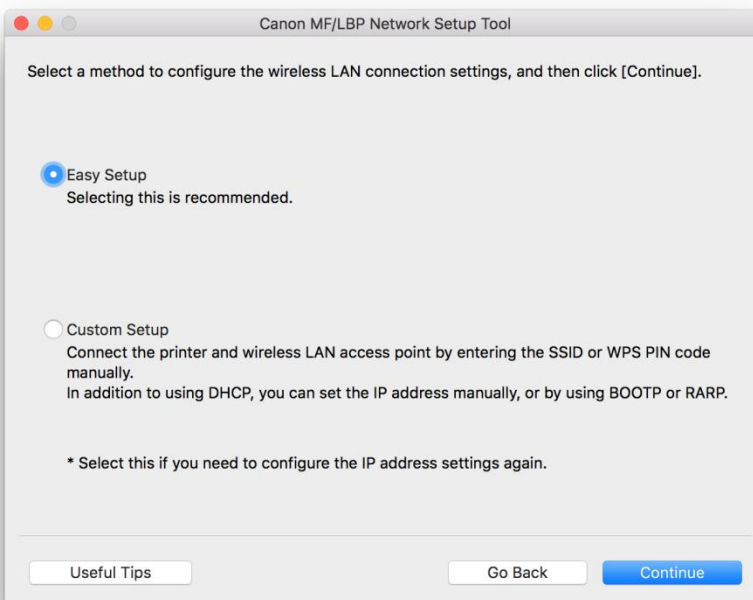 Canon MF/LBP Network Setup Tool
Select a method to configure the wireless LAN connection settings, and then click [Continue].
Easy Setup
Selecting this is recommended.
Custom Setup
Connect the printer and wireless LAN access point by entering the SSID or WPS PIN code
manually.
In addition to using DHCP, you can set the IP address manually, or by using BOOTP or RARP.
* Select this if you need to configure the IP address settings again.
Useful Tips
Go Back
Continue